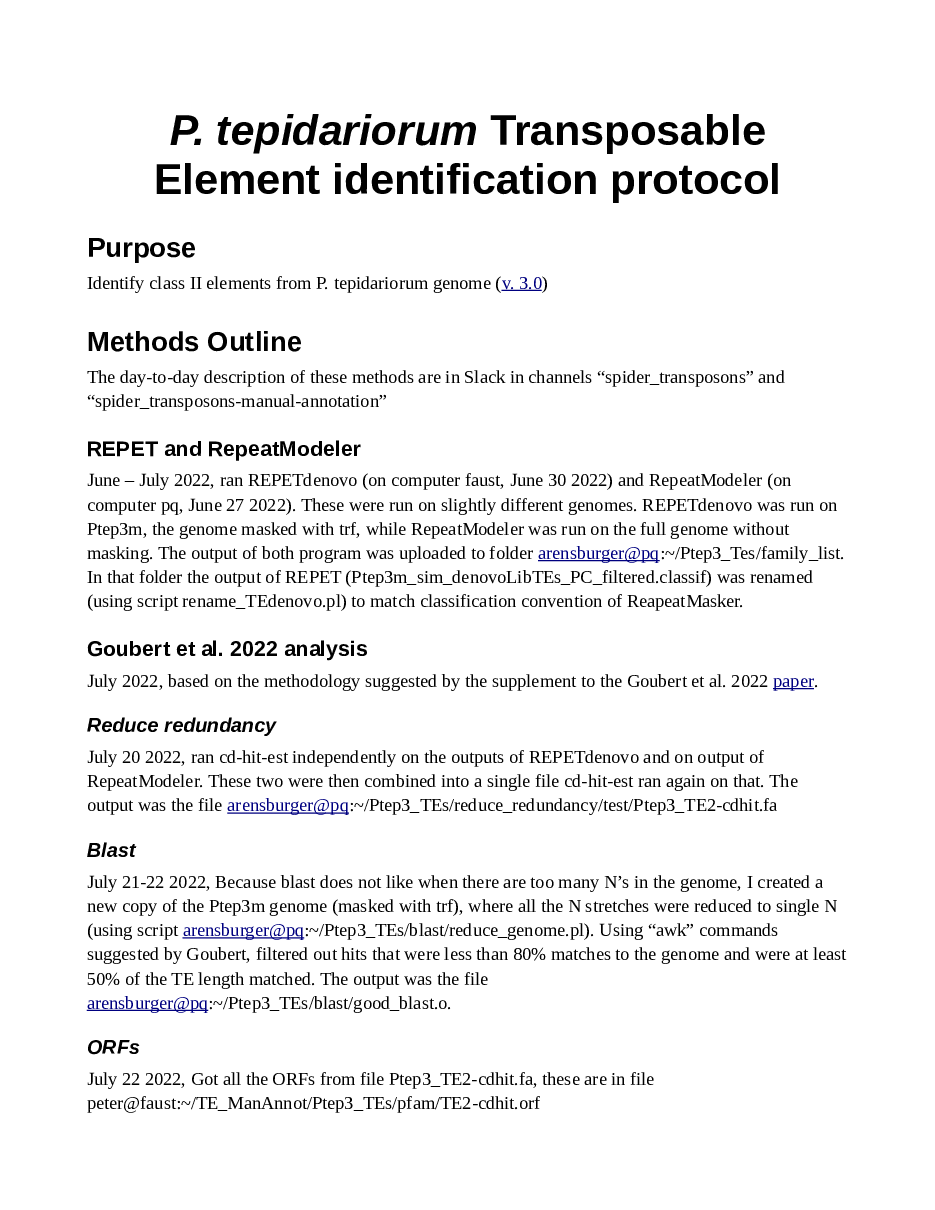 P. tepidariorum Transposable
Element identification protocol
Purpose
Identify class II elements from P. tepidariorum genome (v. 3.0)
Methods Outline
The day-to-day description of these methods are in Slack in channels “spider_transposons” and
“spider_transposons-manual-annotation”
REPET and RepeatModeler
June – July 2022, ran REPETdenovo (on computer faust, June 30 2022) and RepeatModeler (on
computer pq, June 27 2022). These were run on slightly different genomes. REPETdenovo was run on
Ptep3m, the genome masked with trf, while RepeatModeler was run on the full genome without
masking. The output of both program was uploaded to folder arensburger@pq:~/Ptep3_Tes/family_list.
In that folder the output of REPET (Ptep3m_sim_denovoLibTEs_PC_filtered.classif) was renamed
(using script rename_TEdenovo.pl) to match classification convention of ReapeatMasker.
Goubert et al. 2022 analysis
July 2022, based on the methodology suggested by the supplement to the Goubert et al. 2022 paper.
Reduce redundancy
July 20 2022, ran cd-hit-est independently on the outputs of REPETdenovo and on output of
RepeatModeler. These two were then combined into a single file cd-hit-est ran again on that. The
output was the file arensburger@pq:~/Ptep3_TEs/reduce_redundancy/test/Ptep3_TE2-cdhit.fa
Blast
July 21-22 2022, Because blast does not like when there are too many N’s in the genome, I created a
new copy of the Ptep3m genome (masked with trf), where all the N stretches were reduced to single N
(using script arensburger@pq:~/Ptep3_TEs/blast/reduce_genome.pl). Using “awk” commands
suggested by Goubert, filtered out hits that were less than 80% matches to the genome and were at least
50% of the TE length matched. The output was the file
arensburger@pq:~/Ptep3_TEs/blast/good_blast.o.
ORFs
July 22 2022, Got all the ORFs from file Ptep3_TE2-cdhit.fa, these are in file
peter@faust:~/TE_ManAnnot/Ptep3_TEs/pfam/TE2-cdhit.orf